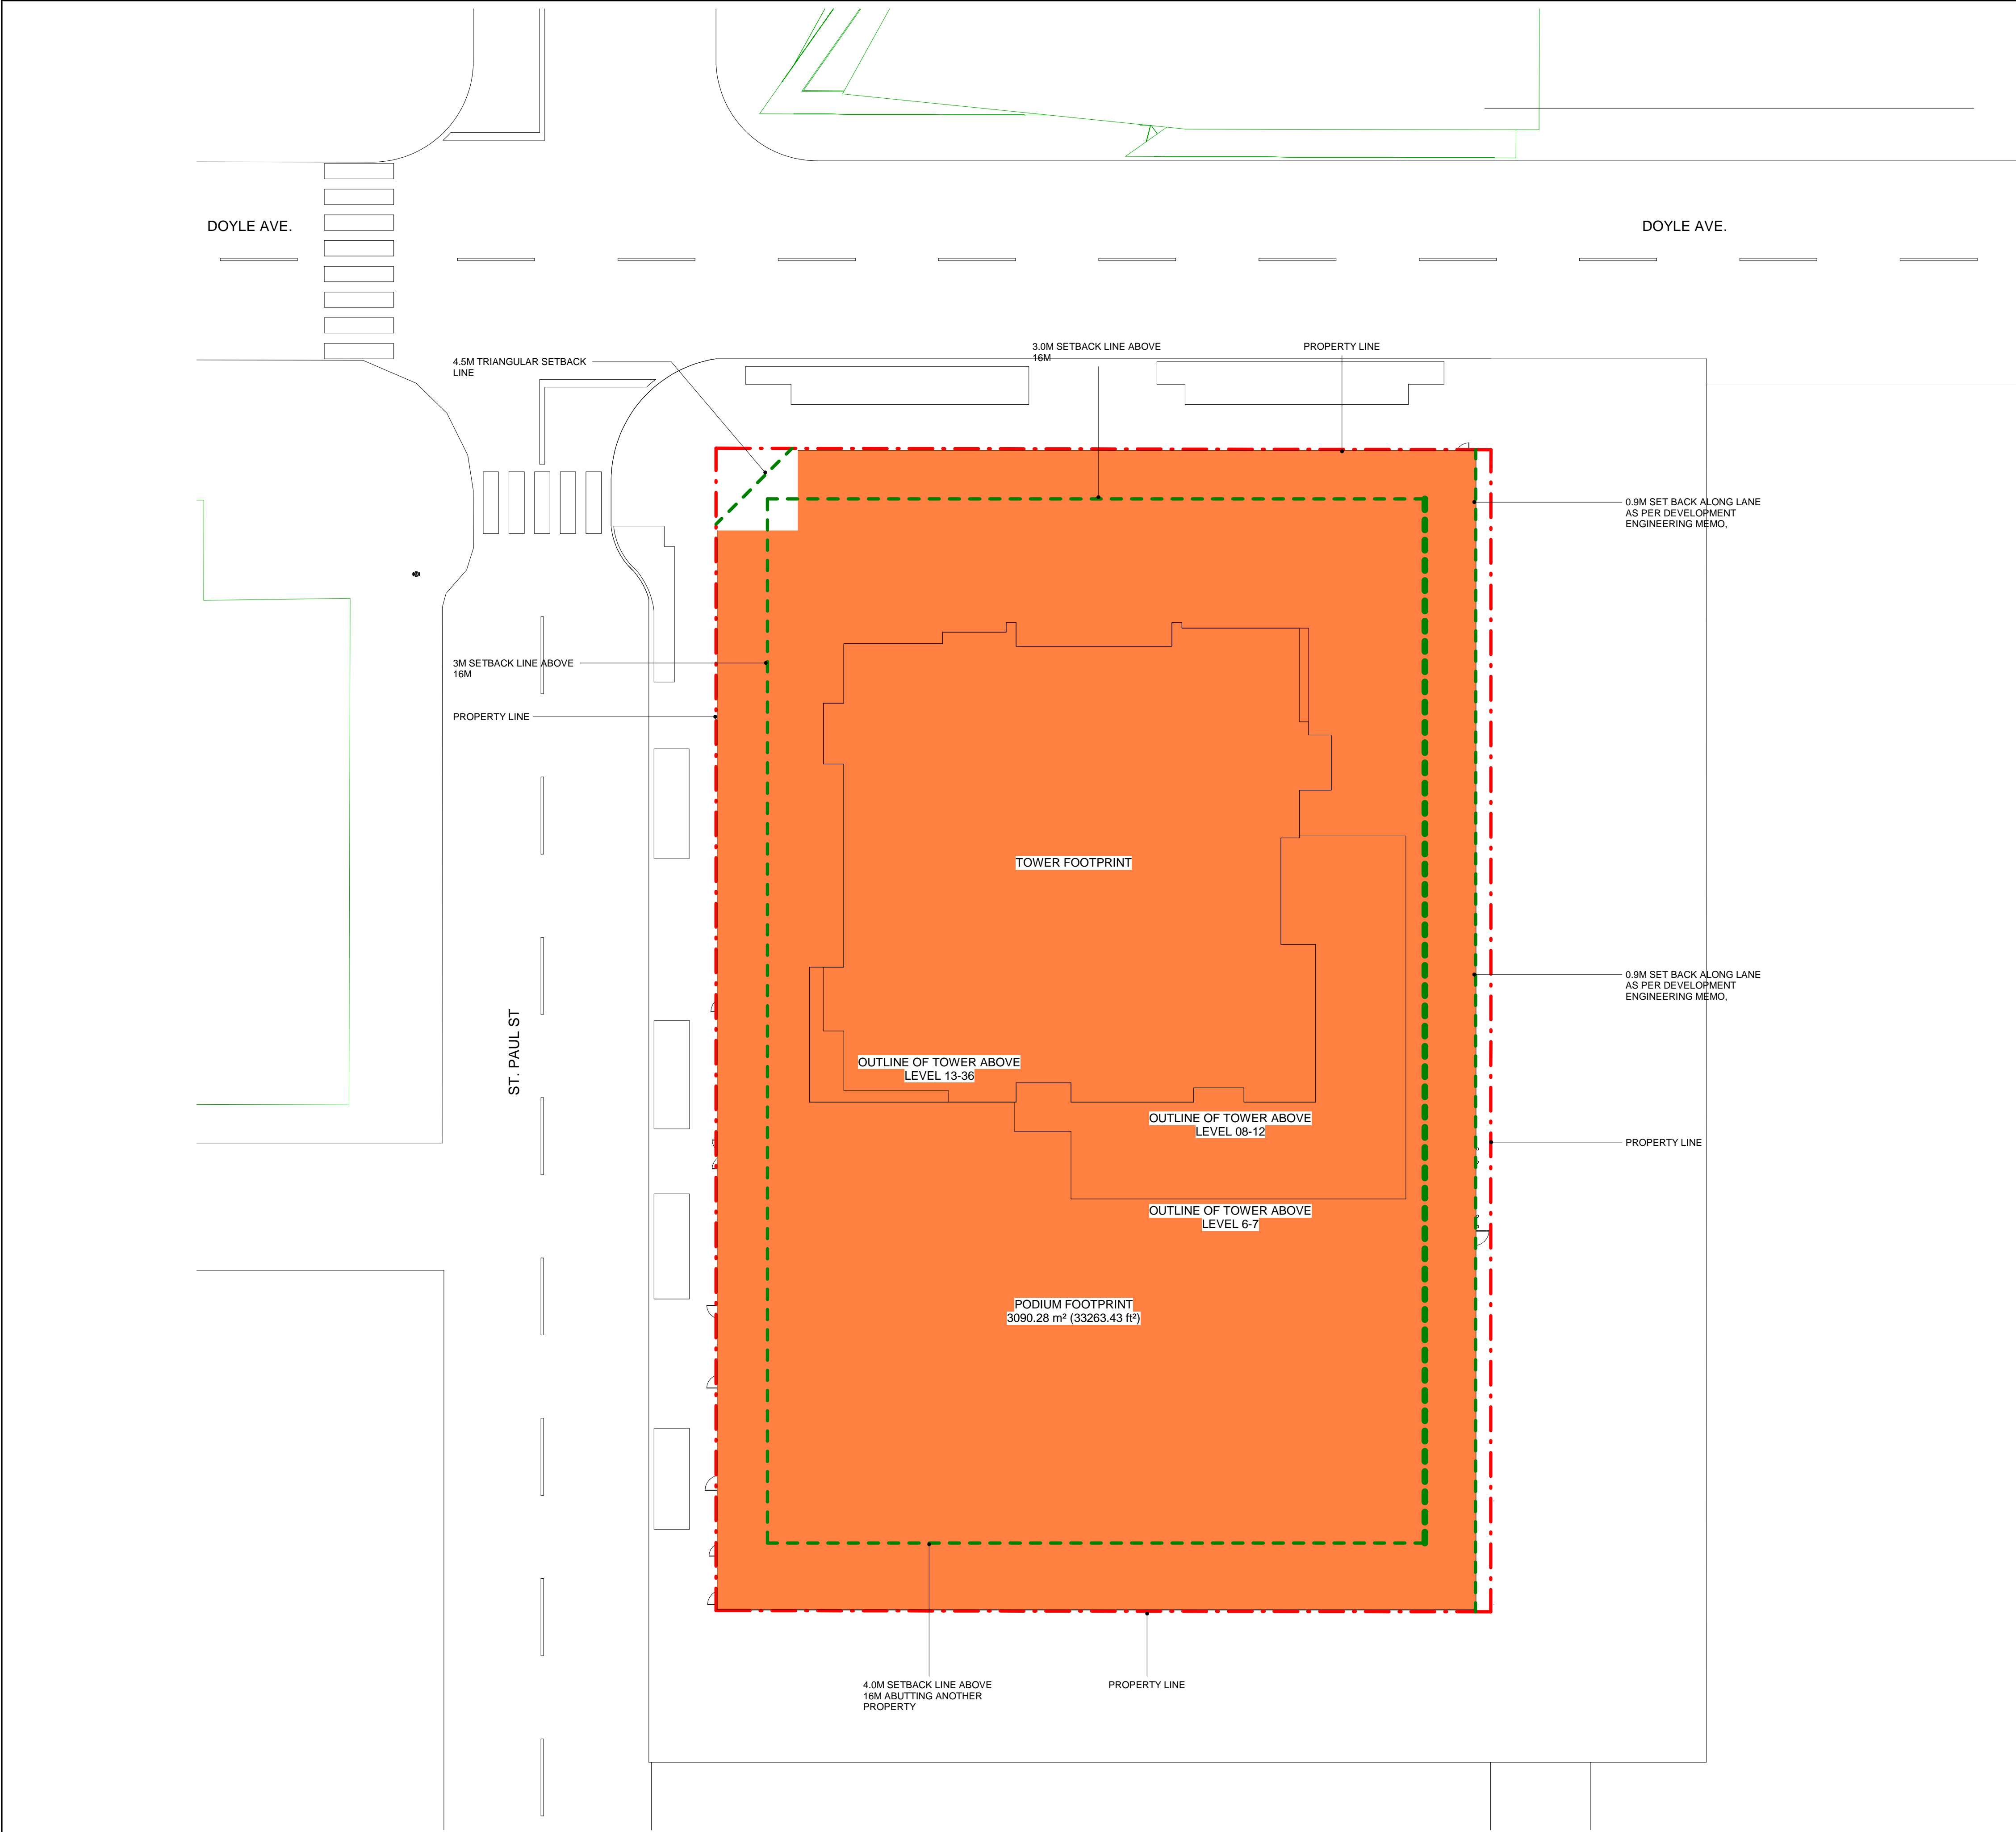 DOYLE AVE.
DOYLE AVE.
4.5M TRIANGULAR SETBACK
LINE
3.0M SETBACK LINE ABOVE
16M
PROPERTY LINE
0.9M SET BACK ALONG LANE
AS PER DEVELOPMENT
ENGINEERING MEMO,
3M SETBACK LINE ABOVE
16M
PROPERTY LINE
TOWER FOOTPRINT
0.9M SET BACK ALONG LANE
AS PER DEVELOPMENT
ENGINEERING MEMO,
ST. PAUL ST
OUTLINE OF TOWER ABOVE
LEVEL 13-36
OUTLINE OF TOWER ABOVE
LEVEL 08-12
PROPERTY LINE
OUTLINE OF TOWER ABOVE
LEVEL 6-7
PODIUM FOOTPRINT
3090.28 m² (33263.43 ft²)
4.0M SETBACK LINE ABOVE
16M ABUTTING ANOTHER
PROPERTY
PROPERTY LINE